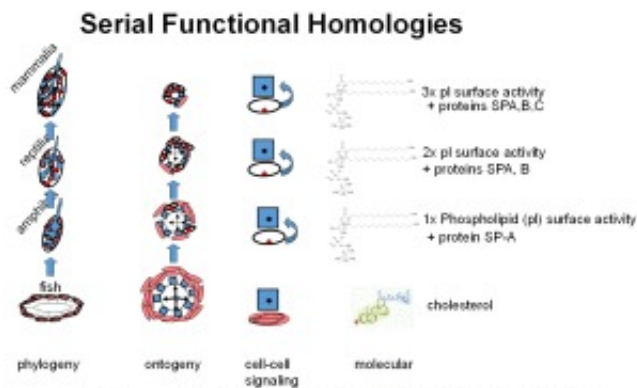 Serial Functional Homologies
mammalia
reptilia
amphibia
fish
3x pl surface activity
+ proteins SPA,B,C
2x pl surface activity
+ proteins SPA, B
1x Phospholipid (pl) surface activity
+ protein SP-A
cholesterol
phylogeny
ontogeny
cell-cell
signaling
molecular